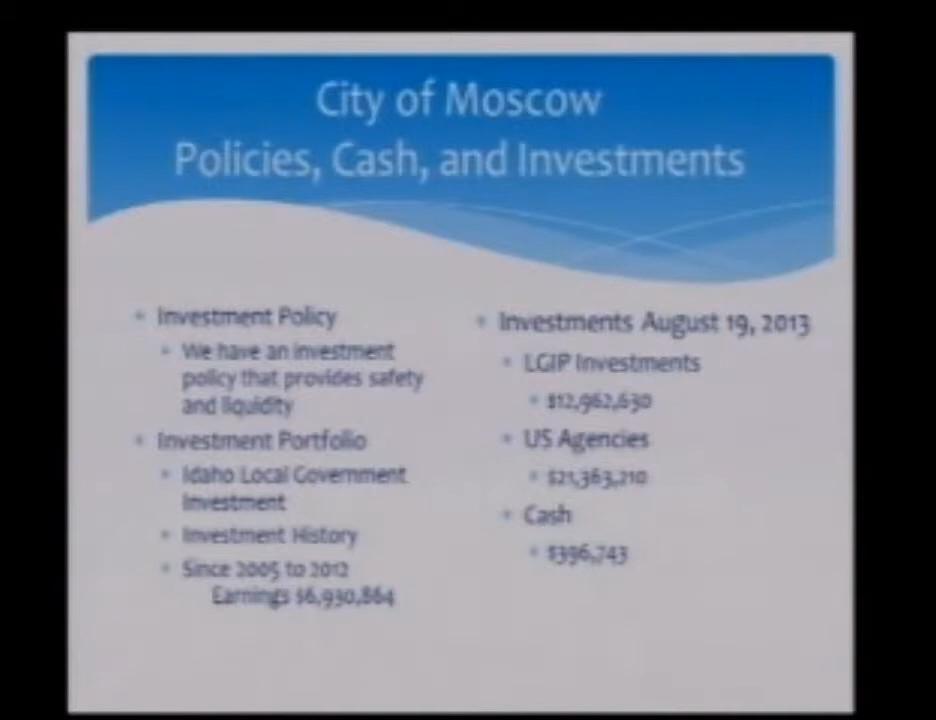 City of Moscow
Policies, Cash, and Investments
Investment Policy
We have an investment
policy that provides safety
and liquidity
Investment Portfolio
Idaho Local Government
Investment
Investment History
Since 2005 to 2012
Earnings $6,930,864
Investments August 19, 2013
LGIP Investments
$12,962,630
US Agencies
$21,363,210
Cash
$396,743